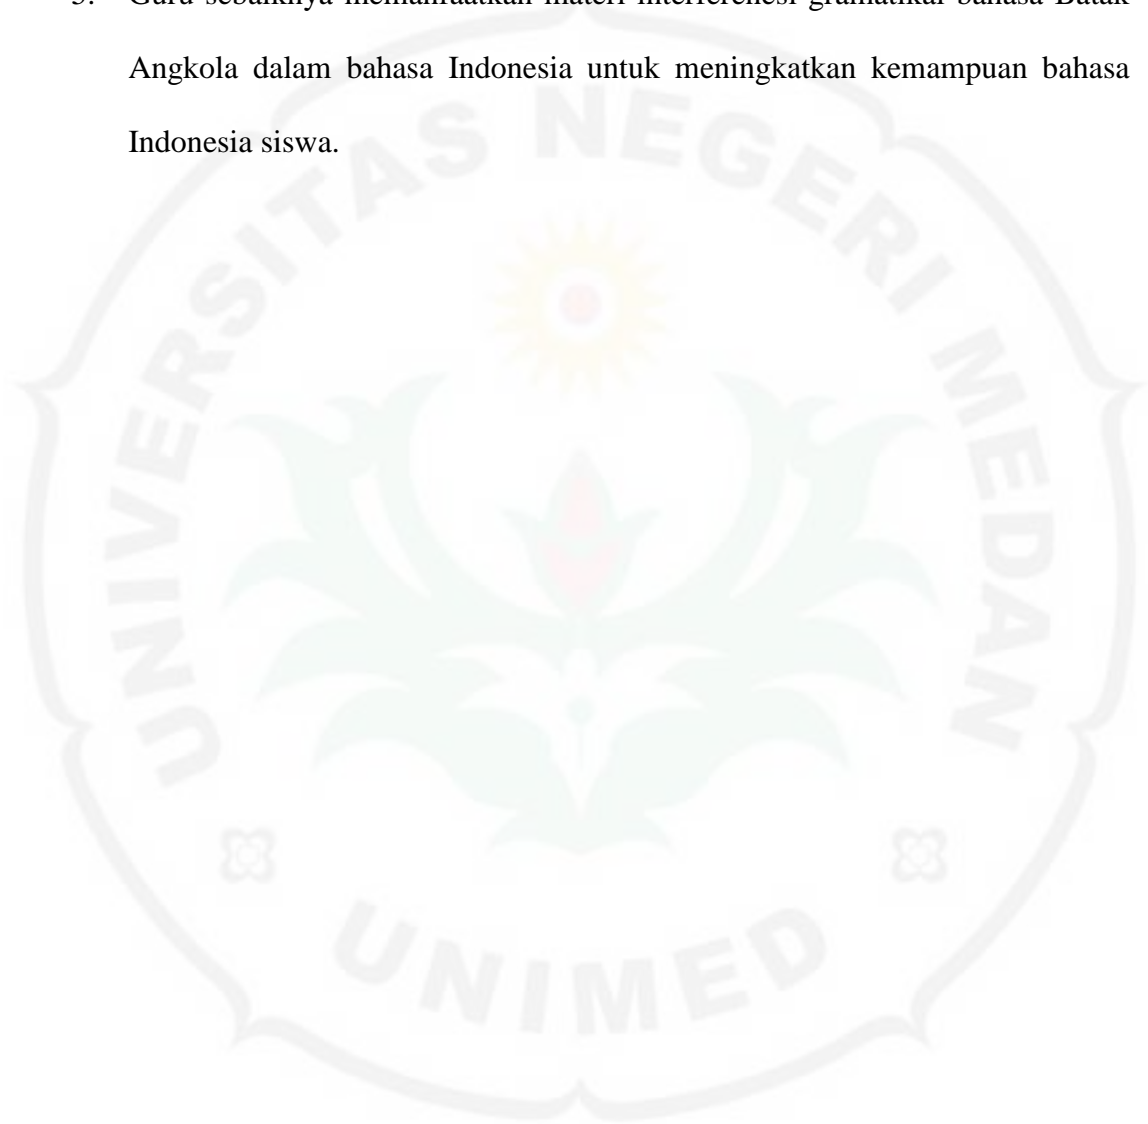 Guru sebaiknya memanfaatkan materi gramatikal bahasa Batak
Angkola dalam bahasa Indonesia untuk meningkatkan kemampuan bahasa
Indonesia siswa.
UNIVERSITAS NEGERI MEDAN
UNIMED